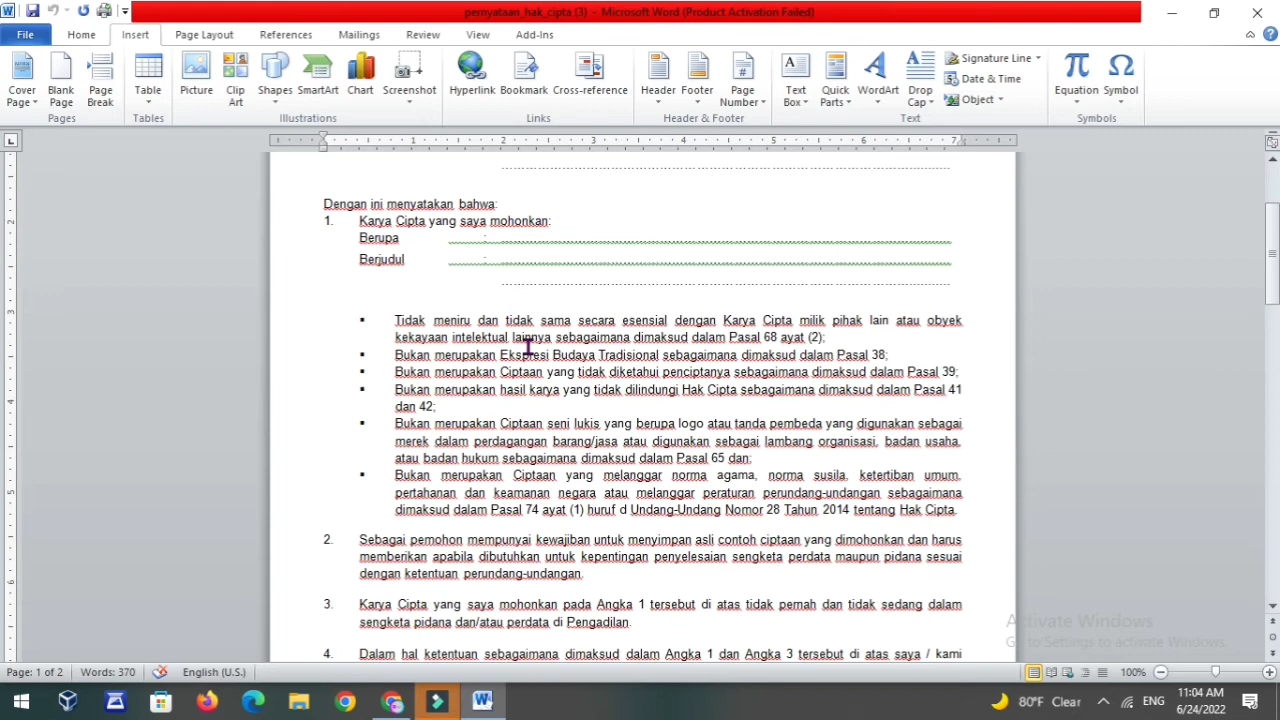 pernyataan_hak_cipta (3) - Microsoft Word (Product Activation Failed)
File Home Insert Page Layout References Mailings Review View Add-Ins
Cover Page
Blank Page
Page Break
Table
Picture
Clip Art
Shapes
SmartArt
Chart
Screenshot
Hyperlink
Bookmark
Cross-reference
Header
Footer
Page Number
Text Box
Quick Parts
WordArt
Drop Cap
Signature Line
Date & Time
Object
Equation
Symbol
Pages Tables Illustrations Links Header & Footer Text Symbols
1 2 3 4 5 6 7
Dengan ini menyatakan bahwa:
1. Karya Cipta yang saya mohonkan:
Berupa :
Berjudul :
▪ Tidak meniru dan tidak sama secara esensial dengan Karya Cipta milik pihak lain atau obyek
kekayaan intelektual lainnya sebagaimana dimaksud dalam Pasal 68 ayat (2);
▪ Bukan merupakan Ekspresi Budaya Tradisional sebagaimana dimaksud dalam Pasal 38;
▪ Bukan merupakan Ciptaan yang tidak diketahui penciptanya sebagaimana dimaksud dalam Pasal 39;
▪ Bukan merupakan hasil karya yang tidak dilindungi Hak Cipta sebagaimana dimaksud dalam Pasal 41
dan 42;
▪ Bukan merupakan Ciptaan seni lukis yang berupa logo atau tanda pembeda yang digunakan sebagai
merek dalam perdagangan barang/jasa atau digunakan sebagai lambang organisasi, badan usaha,
atau badan hukum sebagaimana dimaksud dalam Pasal 65 dan;
▪ Bukan merupakan Ciptaan yang melanggar norma agama, norma susila, ketertiban umum,
pertahanan dan keamanan negara atau melanggar peraturan perundang-undangan sebagaimana
dimaksud dalam Pasal 74 ayat (1) huruf d Undang-Undang Nomor 28 Tahun 2014 tentang Hak Cipta.
2. Sebagai pemohon mempunyai kewajiban untuk menyimpan asli contoh ciptaan yang dimohonkan dan harus
memberikan apabila dibutuhkan untuk kepentingan penyelesaian sengketa perdata maupun pidana sesuai
dengan ketentuan perundang-undangan.
3. Karya Cipta yang saya mohonkan pada Angka 1 tersebut di atas tidak pernah dan tidak sedang dalam
sengketa pidana dan/atau perdata di Pengadilan.
4. Dalam hal ketentuan sebagaimana dimaksud dalam Angka 1 dan Angka 3 tersebut di atas saya / kami
Activate Windows
Go to Settings to activate Windows.
Page: 1 of 2 Words: 370 English (U.S.) 100%
80°F Clear ENG 11:04 AM
6/24/2022